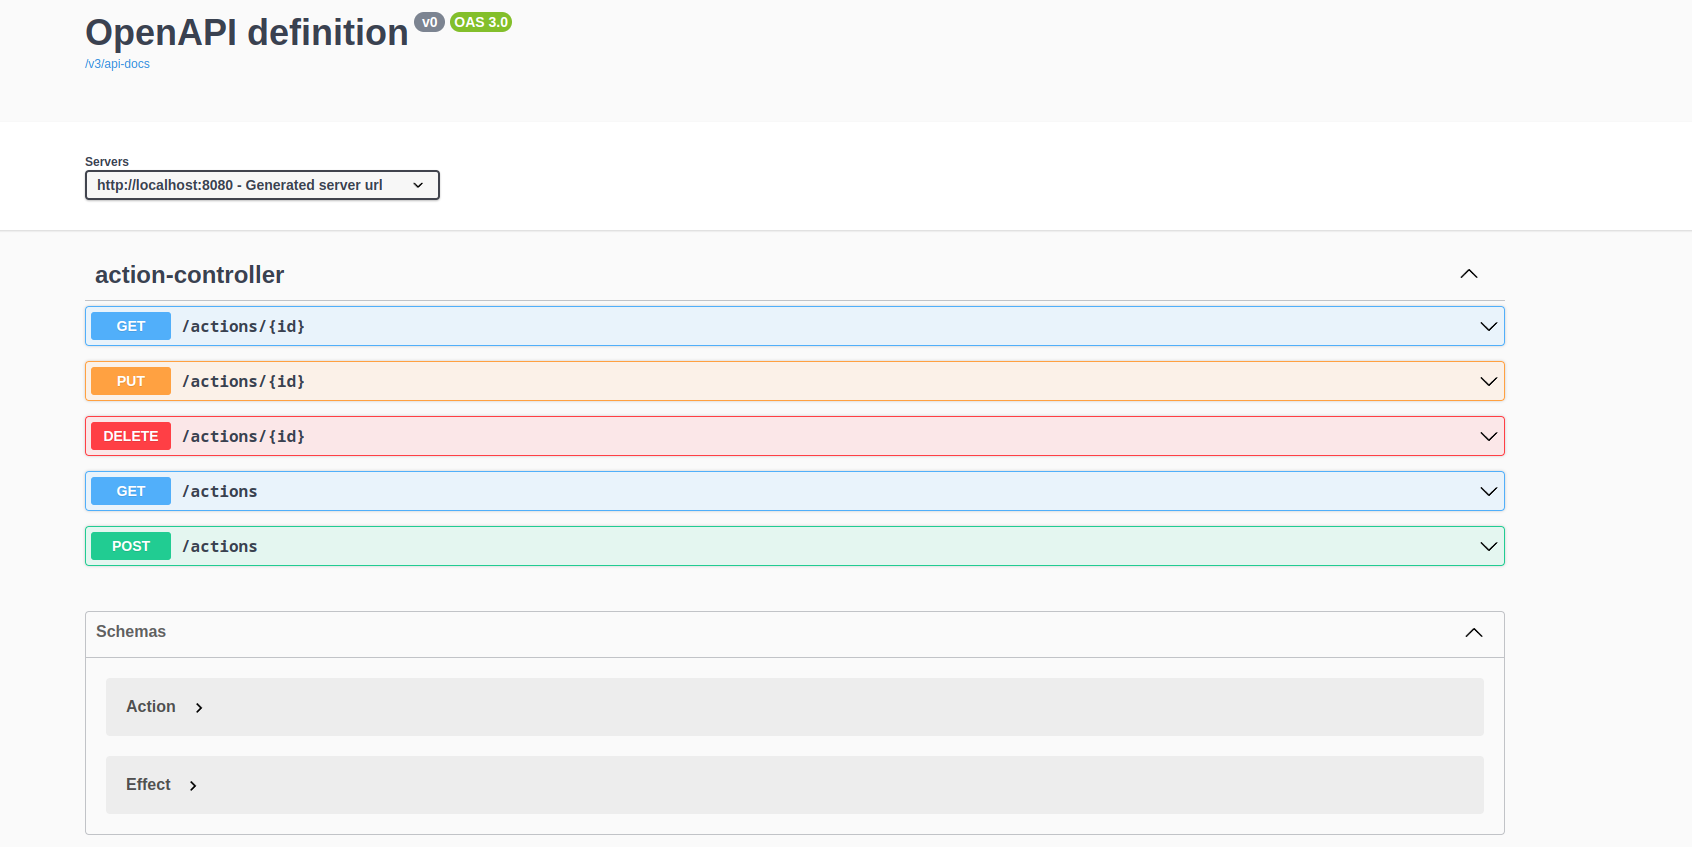 OpenAPI definition v0 OAS 3.0
/v3/api-docs
Servers
http://localhost:8080 - Generated server url
action-controller
GET /actions/{id}
PUT /actions/{id}
DELETE /actions/{id}
GET /actions
POST /actions
Schemas
Action
Effect